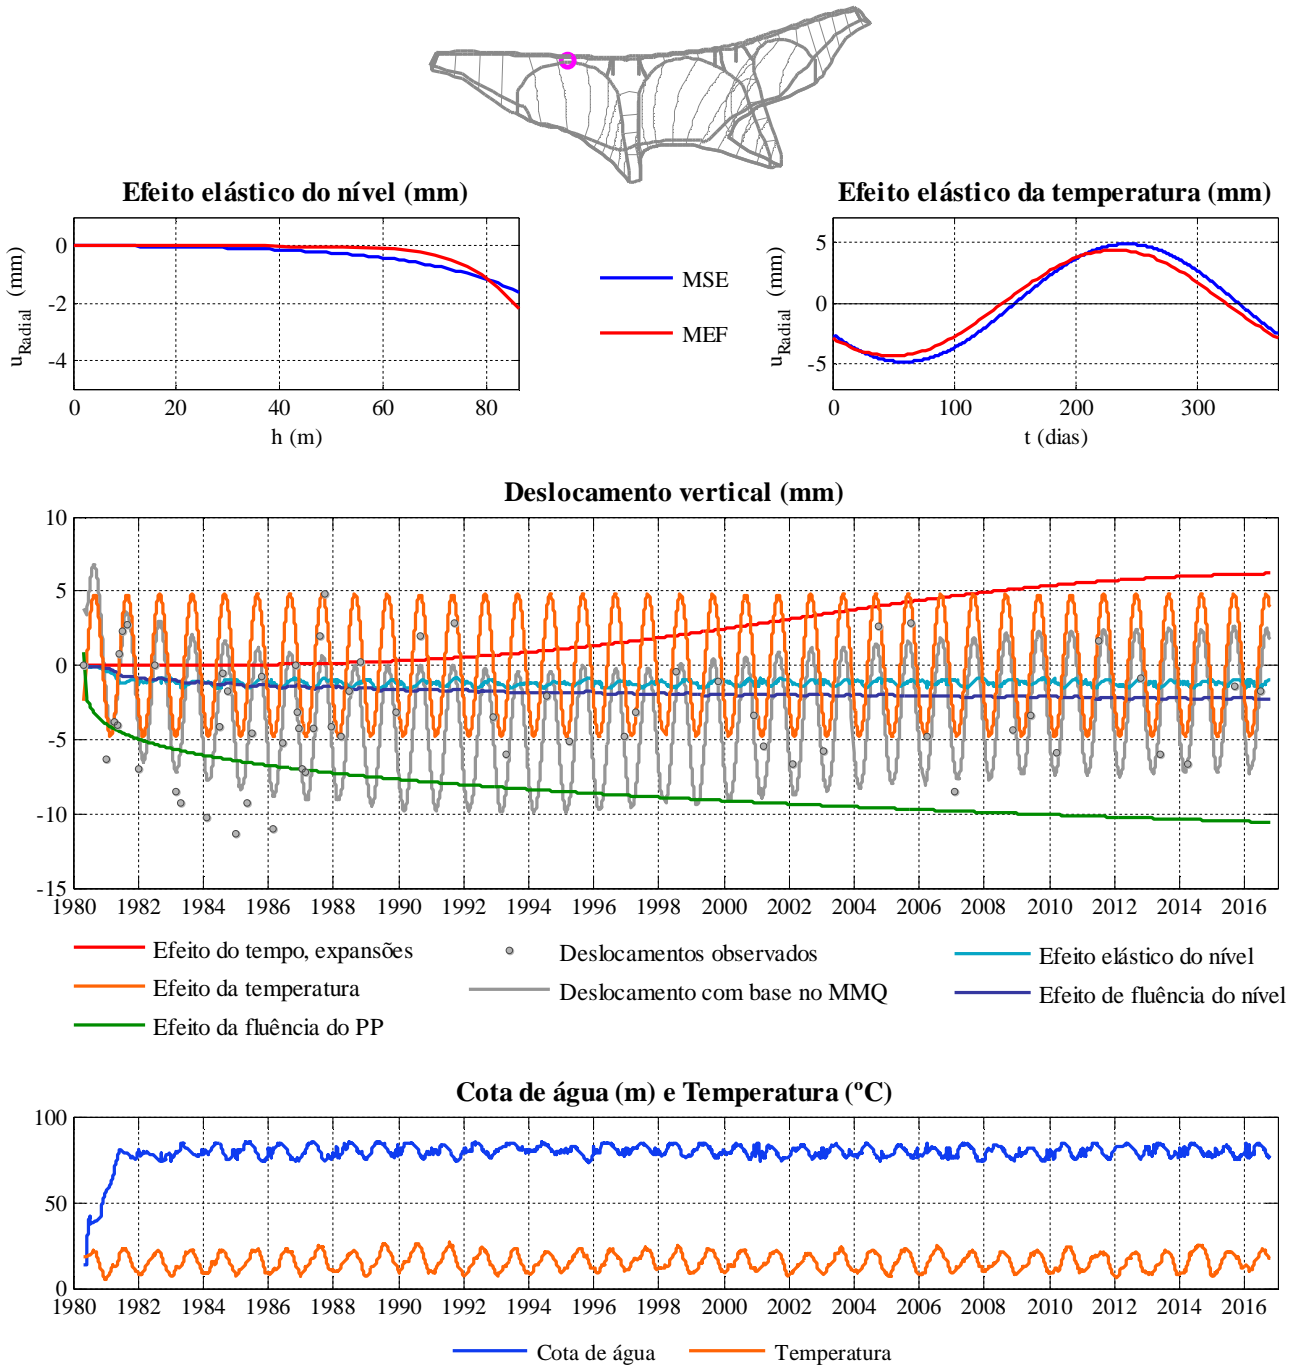 Efeito elástico do nível (mm)
Efeito elástico da temperatura (mm)
0
-2
-4
u_Radial (mm)
0 20 40 60 80
h (m)
MSE
MEF
5
0
-5
u_Radial (mm)
0 100 200 300
t (dias)
Deslocamento vertical (mm)
10
5
0
-5
-10
-15
1980 1982 1984 1986 1988 1990 1992 1994 1996 1998 2000 2002 2004 2006 2008 2010 2012 2014 2016
Efeito do tempo, expansões
Deslocamentos observados
Efeito elástico do nível
Efeito da temperatura
Deslocamento com base no MMQ
Efeito de fluência do nível
Efeito da fluência do PP
Cota de água (m) e Temperatura (ºC)
100
50
0
1980 1982 1984 1986 1988 1990 1992 1994 1996 1998 2000 2002 2004 2006 2008 2010 2012 2014 2016
Cota de água
Temperatura